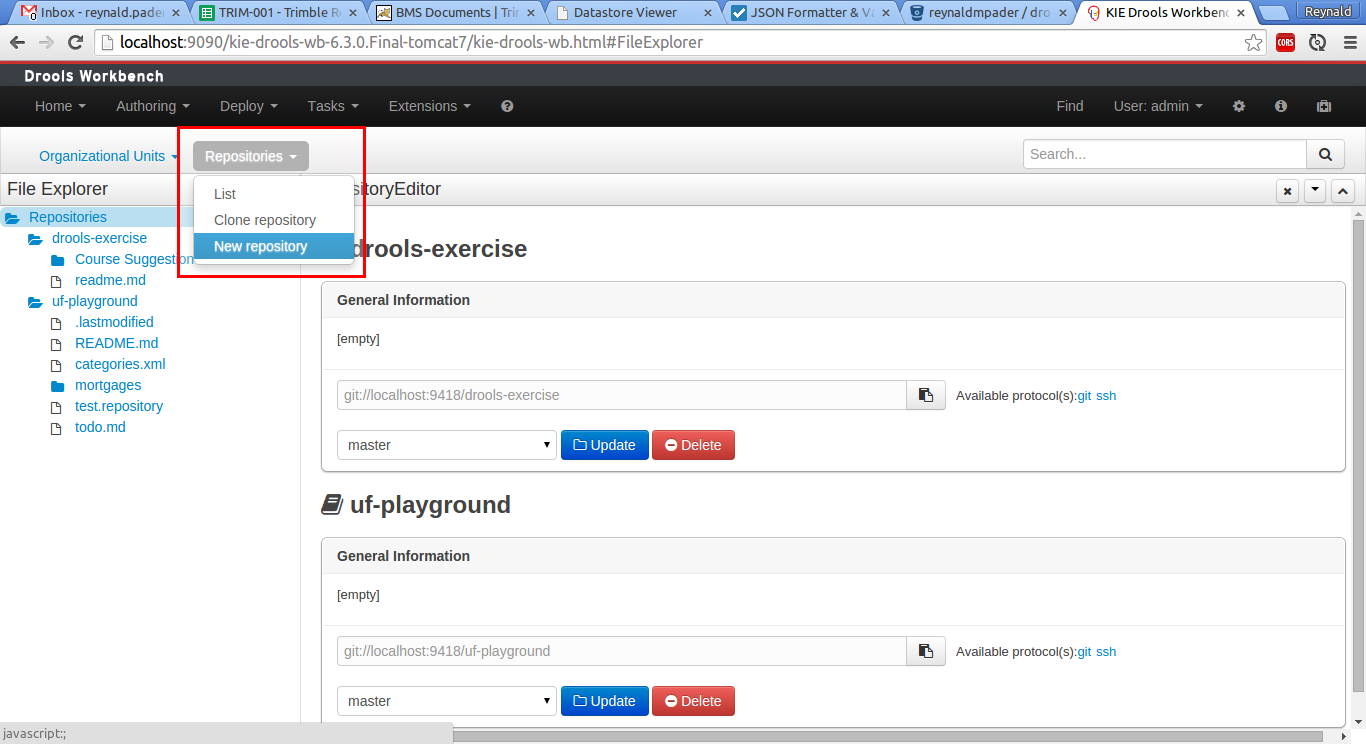 Inbox - reynald.pader
TRIM-001 - Trimble R
BMS Documents | Trim
Datastore Viewer
JSON Formatter & Va
reynaldmpader / dro
KIE Drools Workbenc
Reynald
localhost:9090/kie-drools-wb-6.3.0.Final-tomcat7/kie-drools-wb.html#FileExplorer
CORS
Drools Workbench
Home Authoring Deploy Tasks Extensions ? Find User: admin
Organizational Units Repositories Search...
List
Clone repository
New repository
File Explorer
sitoryEditor
Repositories
drools-exercise
Course Suggestion
readme.md
uf-playground
.lastmodified
README.md
categories.xml
mortgages
test.repository
todo.md
drools-exercise
General Information
[empty]
git://localhost:9418/drools-exercise Available protocol(s):git ssh
master Update Delete
uf-playground
General Information
[empty]
git://localhost:9418/uf-playground Available protocol(s):git ssh
master Update Delete
javascript:;